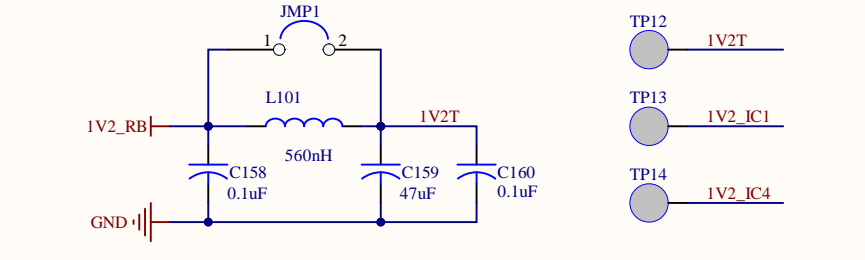 JMP1
1 2
L101
1V2_RB
1V2T
560nH
C158
0.1uF
C159
47uF
C160
0.1uF
GND
TP12
1V2T
TP13
1V2_IC1
TP14
1V2_IC4